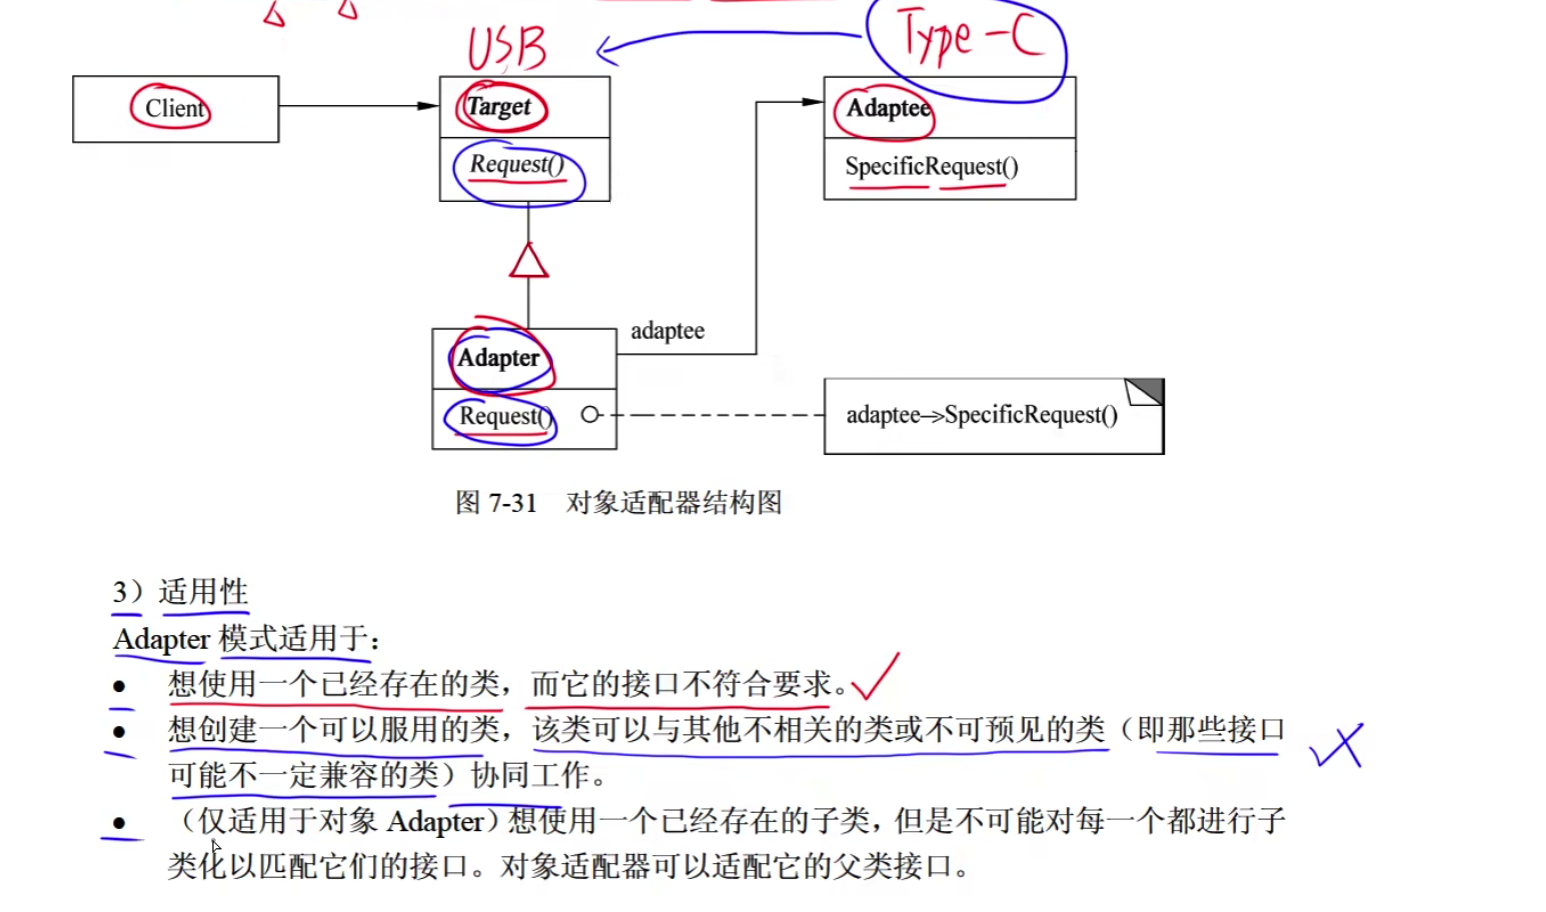 USB
Type-C
Client
Target
Adaptee
Request()
SpecificRequest()
Adapter
adaptee
Request()
adaptee->SpecificRequest()
图 7-31 对象适配器结构图
3）适用性
Adapter 模式适用于：
• 想使用一个已经存在的类，而它的接口不符合要求。
• 想创建一个可以服用的类，该类可以与其他不相关的类或不可预见的类（即那些接口
可能不一定兼容的类）协同工作。
• （仅适用于对象 Adapter）想使用一个已经存在的子类，但是不可能对每一个都进行子
类化以匹配它们的接口。对象适配器可以适配它的父类接口。